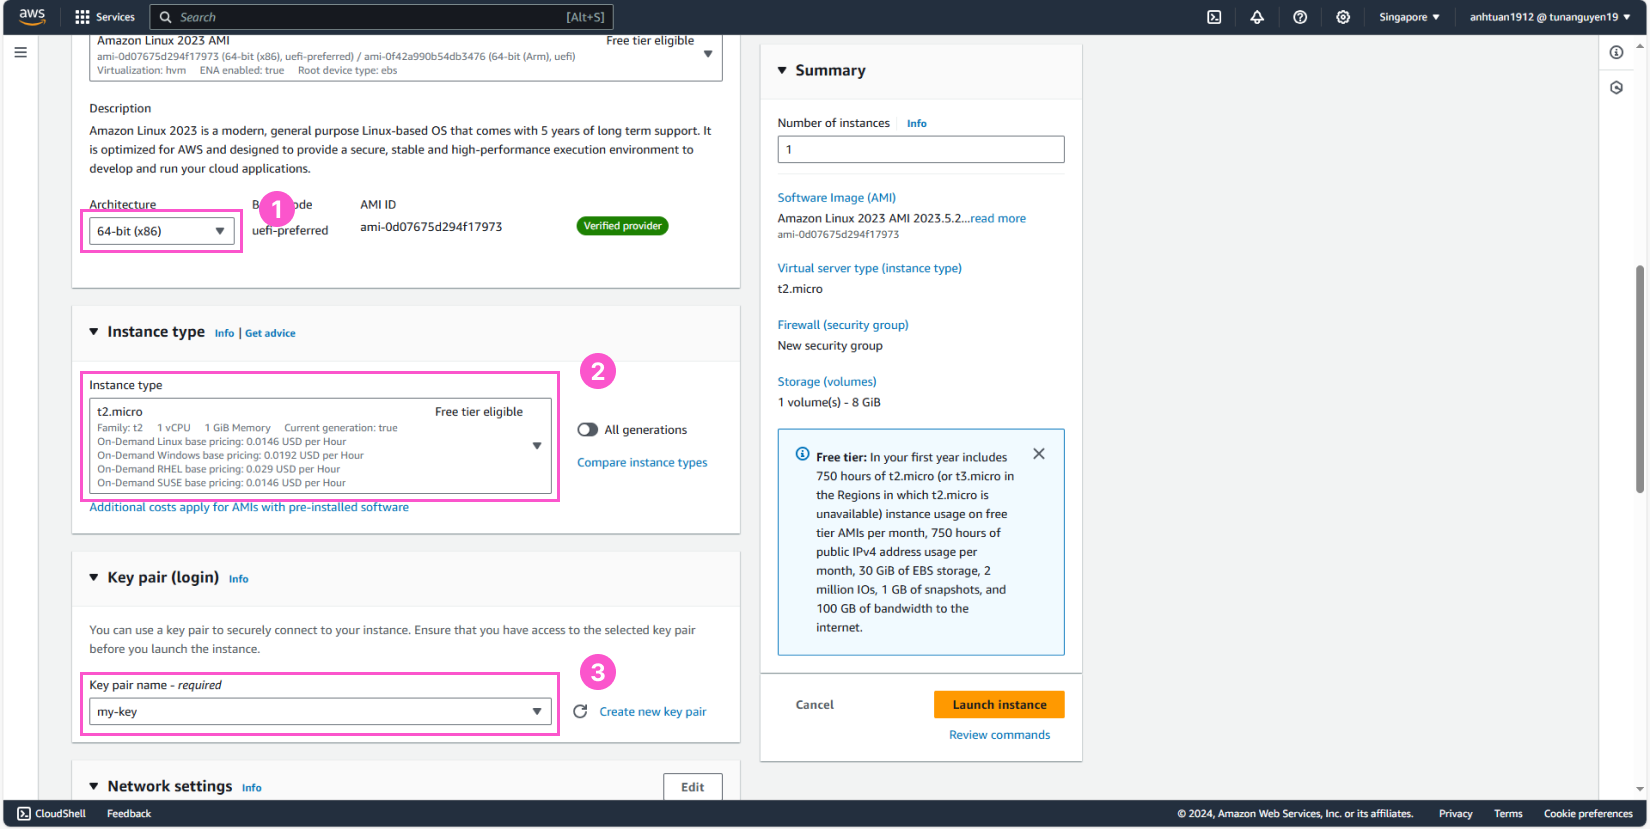 aws
Services
Search
[Alt+S]
Singapore
anhtuan1912 @ tunanguyen19
Amazon Linux 2023 AMI
Free tier eligible
ami-0d07675d294f17973 (64-bit (x86), uefi-preferred) / ami-0f42a990b54db3476 (64-bit (Arm), uefi)
Virtualization: hvm ENA enabled: true Root device type: ebs
Description
Amazon Linux 2023 is a modern, general purpose Linux-based OS that comes with 5 years of long term support. It
is optimized for AWS and designed to provide a secure, stable and high-performance execution environment to
develop and run your cloud applications.
Architecture
1
AMI ID
64-bit (x86)
uefi-preferred
ami-0d07675d294f17973
Verified provider
Instance type
Info | Get advice
2
Instance type
t2.micro
Free tier eligible
Family: t2 1 vCPU 1 GiB Memory Current generation: true
On-Demand Linux base pricing: 0.0146 USD per Hour
On-Demand Windows base pricing: 0.0192 USD per Hour
On-Demand RHEL base pricing: 0.029 USD per Hour
On-Demand SUSE base pricing: 0.0146 USD per Hour
All generations
Compare instance types
Additional costs apply for AMIs with pre-installed software
Key pair (login)
Info
You can use a key pair to securely connect to your instance. Ensure that you have access to the selected key pair
before you launch the instance.
3
Key pair name - required
my-key
Create new key pair
Network settings
Info
Edit
Summary
Number of instances
Info
1
Software Image (AMI)
Amazon Linux 2023 AMI 2023.5.2...read more
ami-0d07675d294f17973
Virtual server type (instance type)
t2.micro
Firewall (security group)
New security group
Storage (volumes)
1 volume(s) - 8 GiB
Free tier: In your first year includes
750 hours of t2.micro (or t3.micro in
the Regions in which t2.micro is
unavailable) instance usage on free
tier AMIs per month, 750 hours of
public IPv4 address usage per
month, 30 GiB of EBS storage, 2
million IOs, 1 GB of snapshots, and
100 GB of bandwidth to the
internet.
Cancel
Launch instance
Review commands
CloudShell
Feedback
© 2024, Amazon Web Services, Inc. or its affiliates.
Privacy
Terms
Cookie preferences